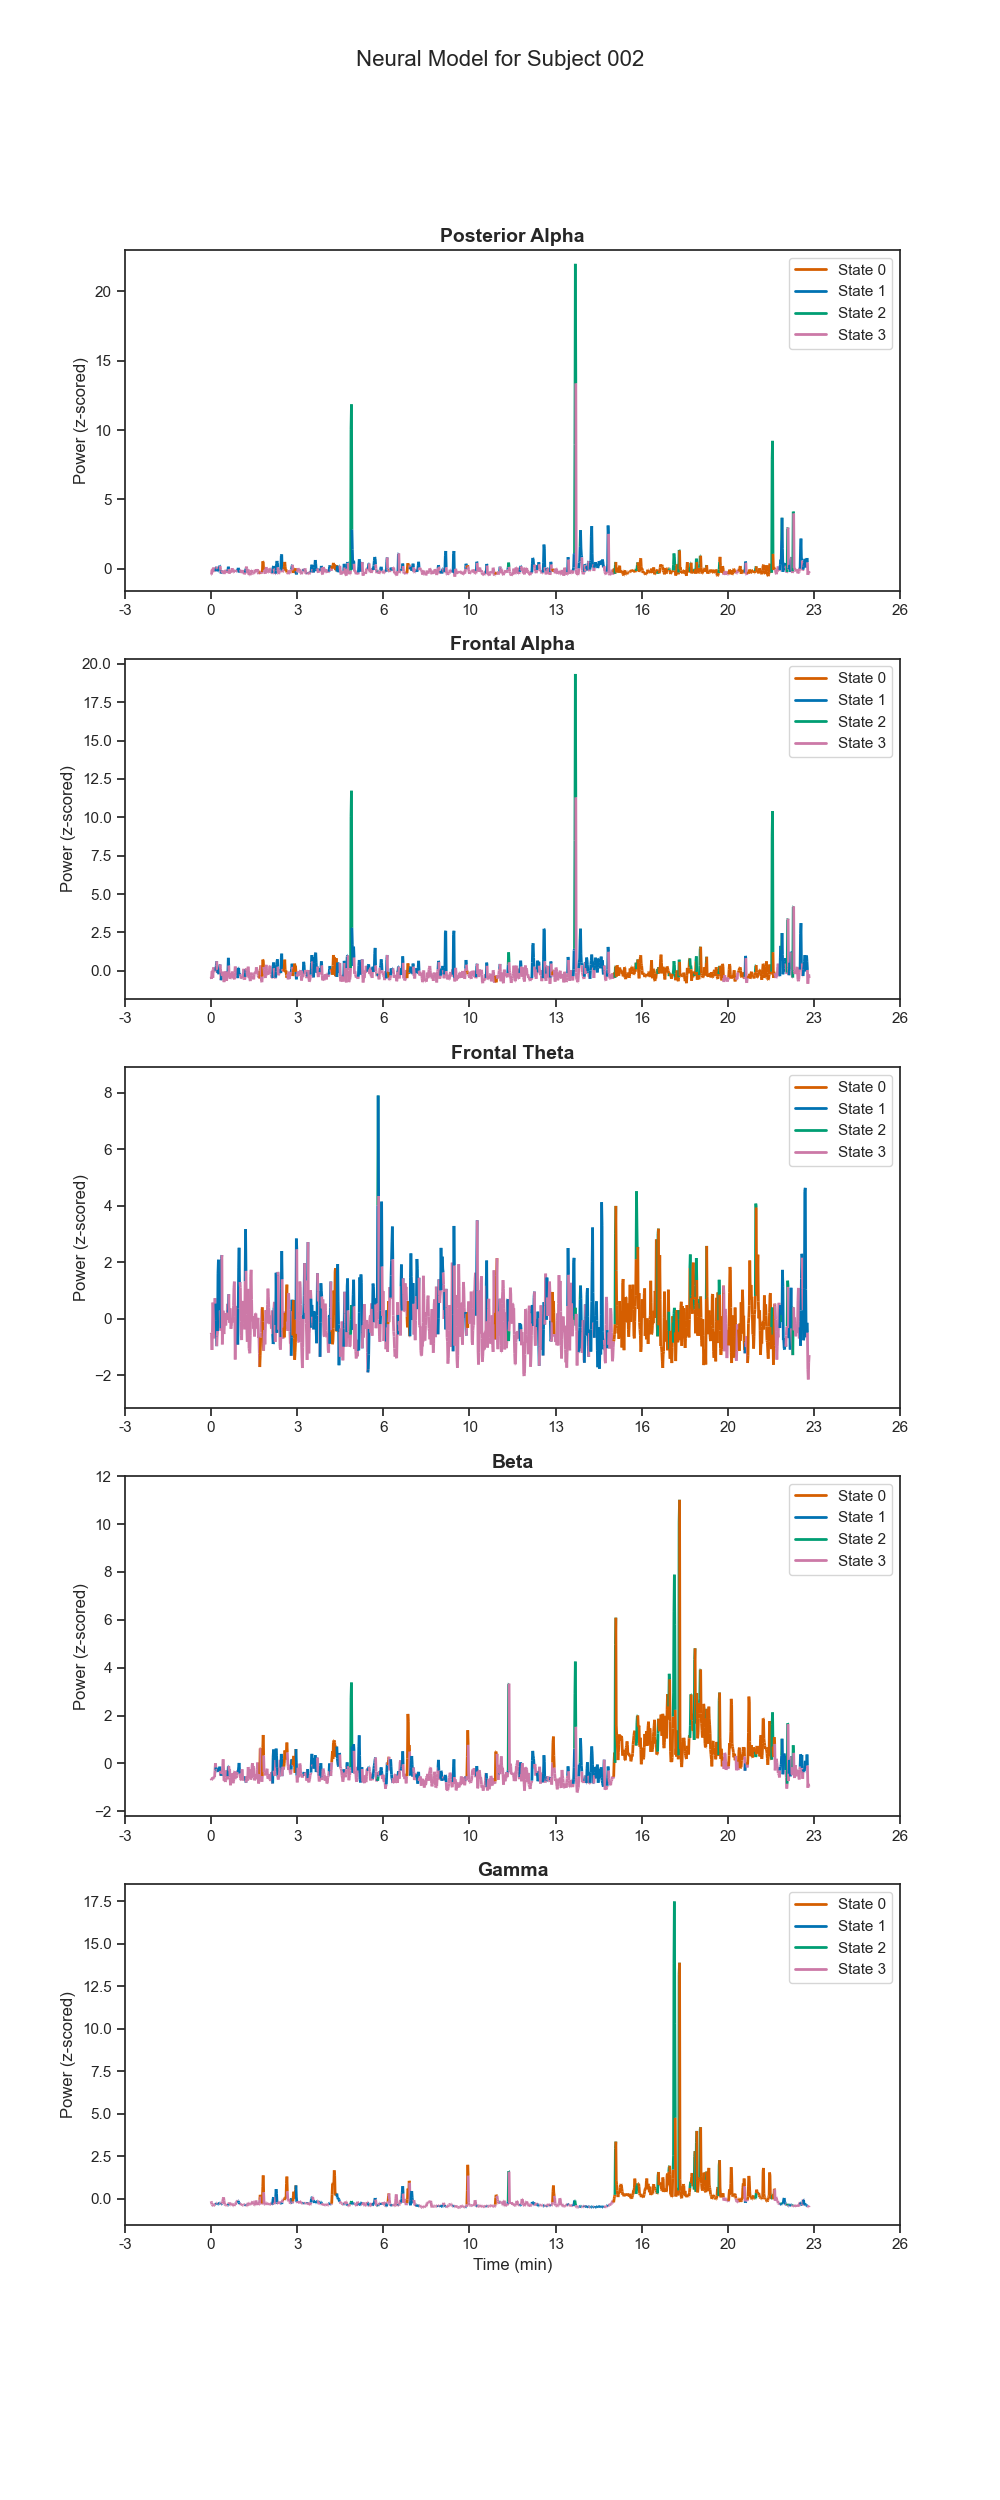 Neural Model for Subject 002
Posterior Alpha
Power (z-scored)
20
15
10
5
0
State 0
State 1
State 2
State 3
-3 0 3 6 10 13 16 20 23 26
Frontal Alpha
Power (z-scored)
20.0
17.5
15.0
12.5
10.0
7.5
5.0
2.5
0.0
State 0
State 1
State 2
State 3
-3 0 3 6 10 13 16 20 23 26
Frontal Theta
Power (z-scored)
8
6
4
2
0
−2
State 0
State 1
State 2
State 3
-3 0 3 6 10 13 16 20 23 26
Beta
Power (z-scored)
12
10
8
6
4
2
0
−2
State 0
State 1
State 2
State 3
-3 0 3 6 10 13 16 20 23 26
Gamma
Power (z-scored)
17.5
15.0
12.5
10.0
7.5
5.0
2.5
0.0
State 0
State 1
State 2
State 3
-3 0 3 6 10 13 16 20 23 26
Time (min)